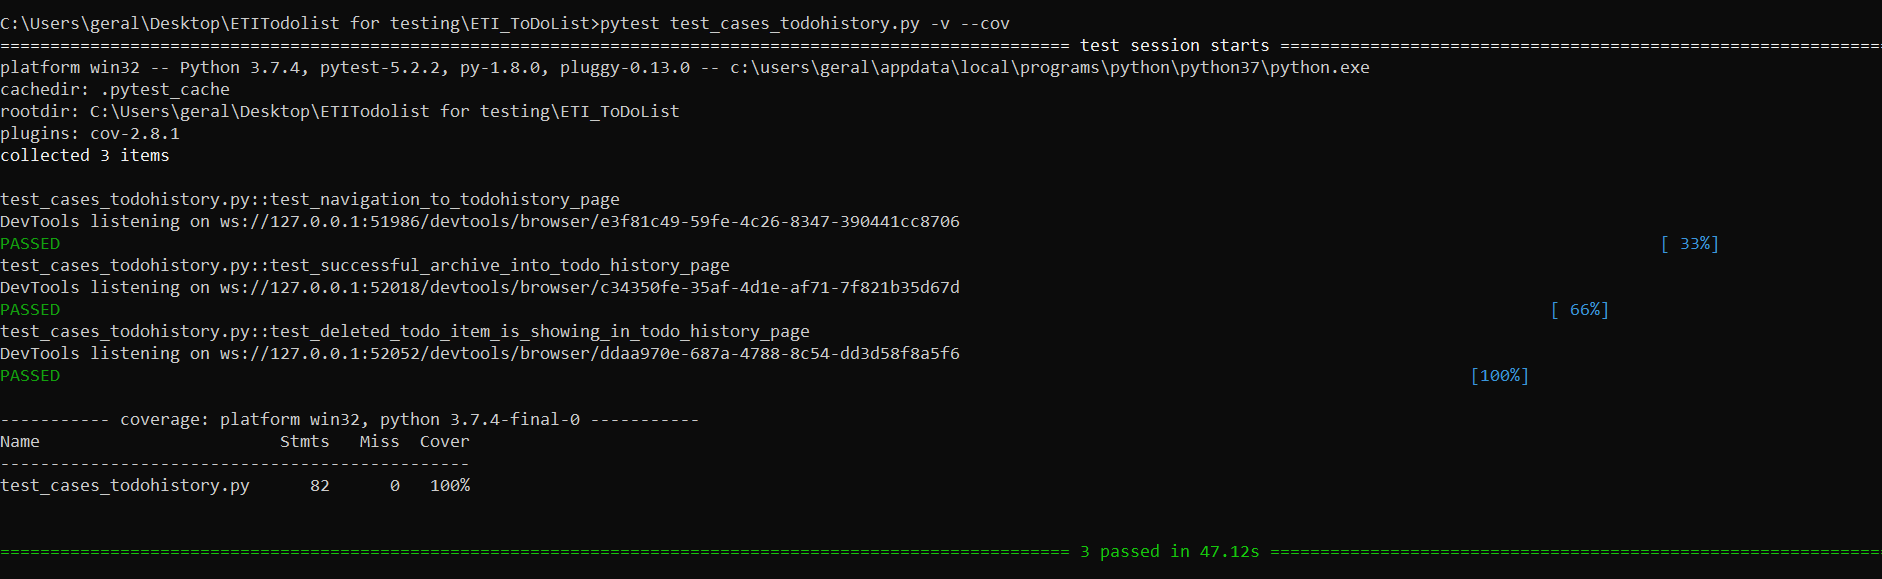 C:\Users\geral\Desktop\ETITodolist for testing\ETI_ToDoList>pytest test_cases_todohistory.py -v --cov
=========================================================================================================== test session starts =============================================================
platform win32 -- Python 3.7.4, pytest-5.2.2, py-1.8.0, pluggy-0.13.0 -- c:\users\geral\appdata\local\programs\python\python37\python.exe
cachedir: .pytest_cache
rootdir: C:\Users\geral\Desktop\ETITodolist for testing\ETI_ToDoList
plugins: cov-2.8.1
collected 3 items
test_cases_todohistory.py::test_navigation_to_todohistory_page
DevTools listening on ws://127.0.0.1:51986/devtools/browser/e3f81c49-59fe-4c26-8347-390441cc8706
PASSED [ 33%]
test_cases_todohistory.py::test_successful_archive_into_todo_history_page
DevTools listening on ws://127.0.0.1:52018/devtools/browser/c34350fe-35af-4d1e-af71-7f821b35d67d
PASSED [ 66%]
test_cases_todohistory.py::test_deleted_todo_item_is_showing_in_todo_history_page
DevTools listening on ws://127.0.0.1:52052/devtools/browser/ddaa970e-687a-4788-8c54-dd3d58f8a5f6
PASSED [100%]
----------- coverage: platform win32, python 3.7.4-final-0 -----------
Name                        Stmts   Miss  Cover
-----------------------------------------------
test_cases_todohistory.py      82      0   100%
=========================================================================================================== 3 passed in 47.12s ==============================================================